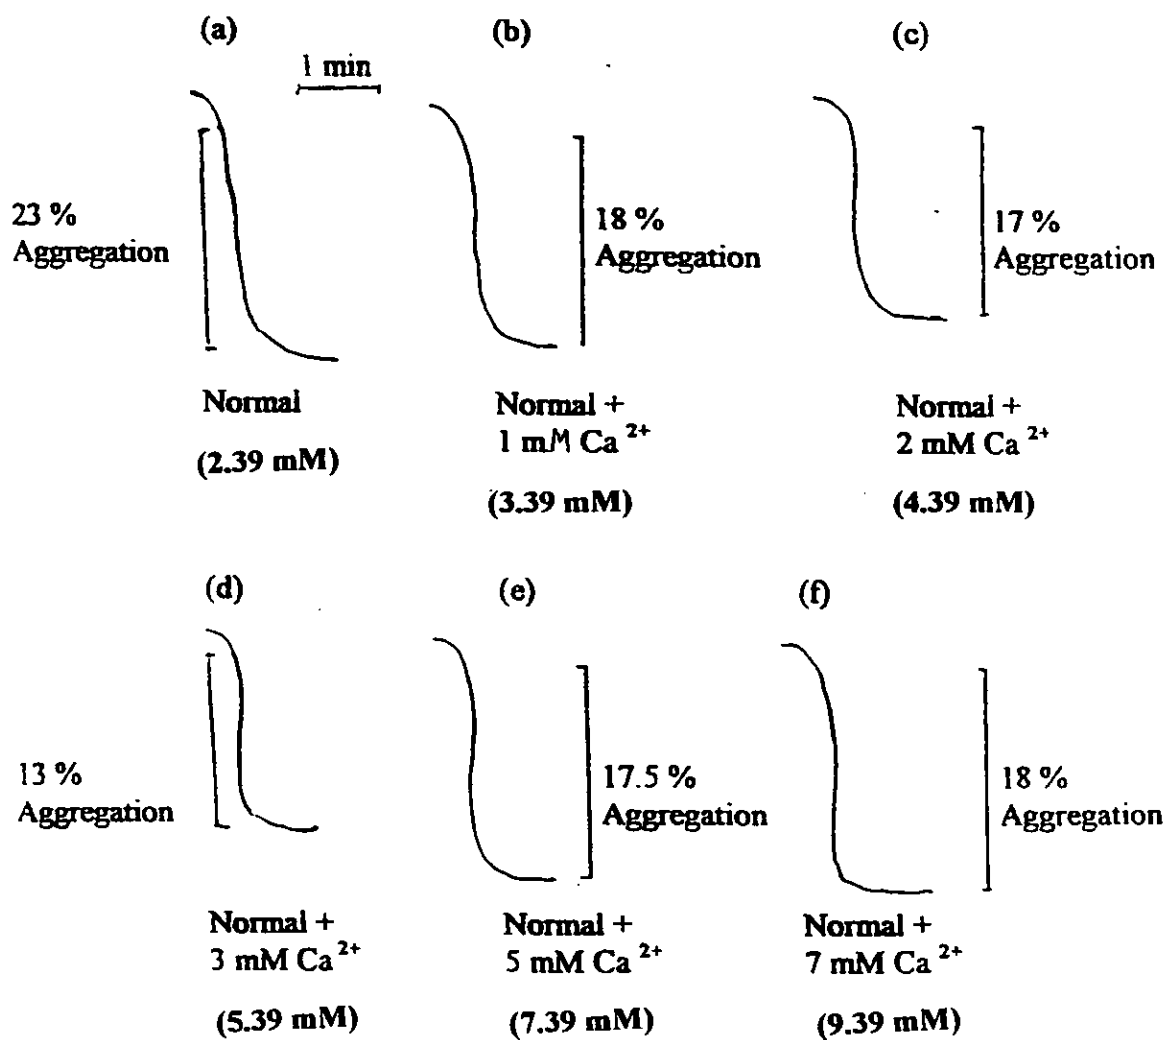 (a)
(b)
(c)
1 min
23 %
Aggregation
18 %
Aggregation
17 %
Aggregation
Normal
(2.39 mM)
Normal +
1 mM Ca 2+
(3.39 mM)
Normal +
2 mM Ca 2+
(4.39 mM)
(d)
(e)
(f)
13 %
Aggregation
17.5 %
Aggregation
18 %
Aggregation
Normal +
3 mM Ca 2+
(5.39 mM)
Normal +
5 mM Ca 2+
(7.39 mM)
Normal +
7 mM Ca 2+
(9.39 mM)